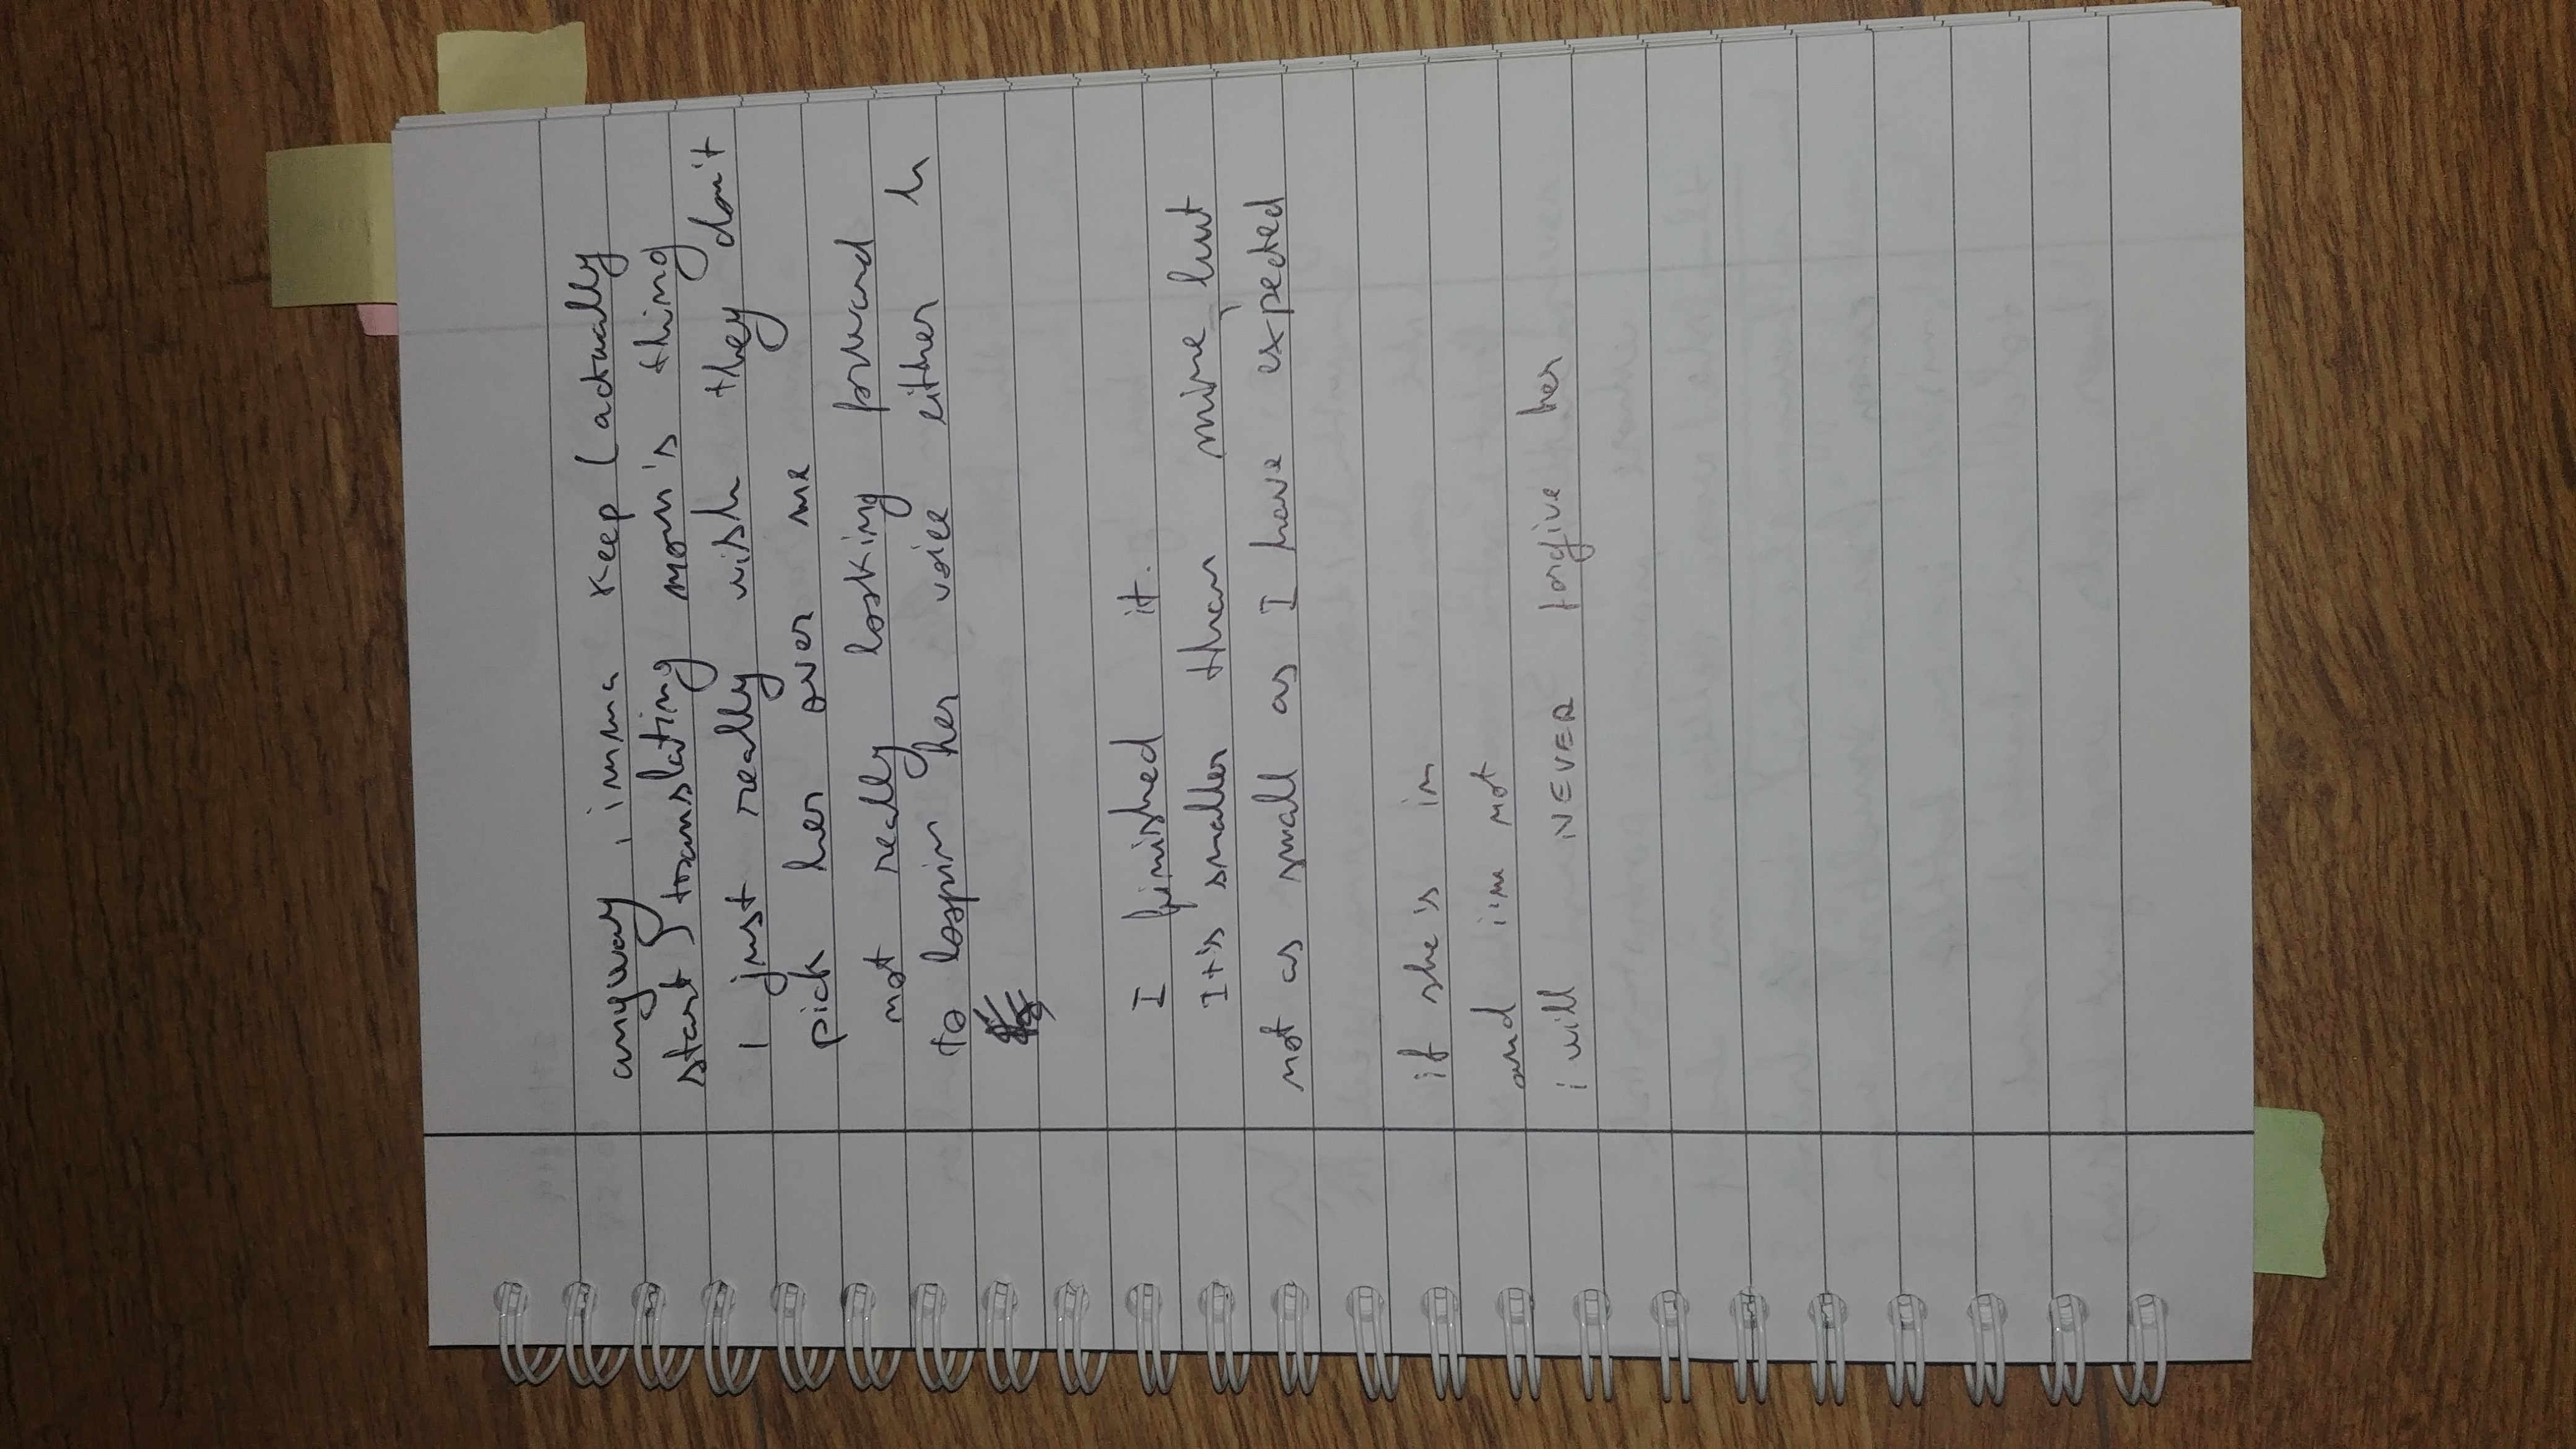 anyway, imma keep (actually
start) translating mom's thing
I just really wish they don't
pick her over me
not really looking forward
to loopin her voice either h
I finished it.
It's smaller than mine, but
not as small as I have expected
if she's in
and i'm not
i will NEVER forgive her